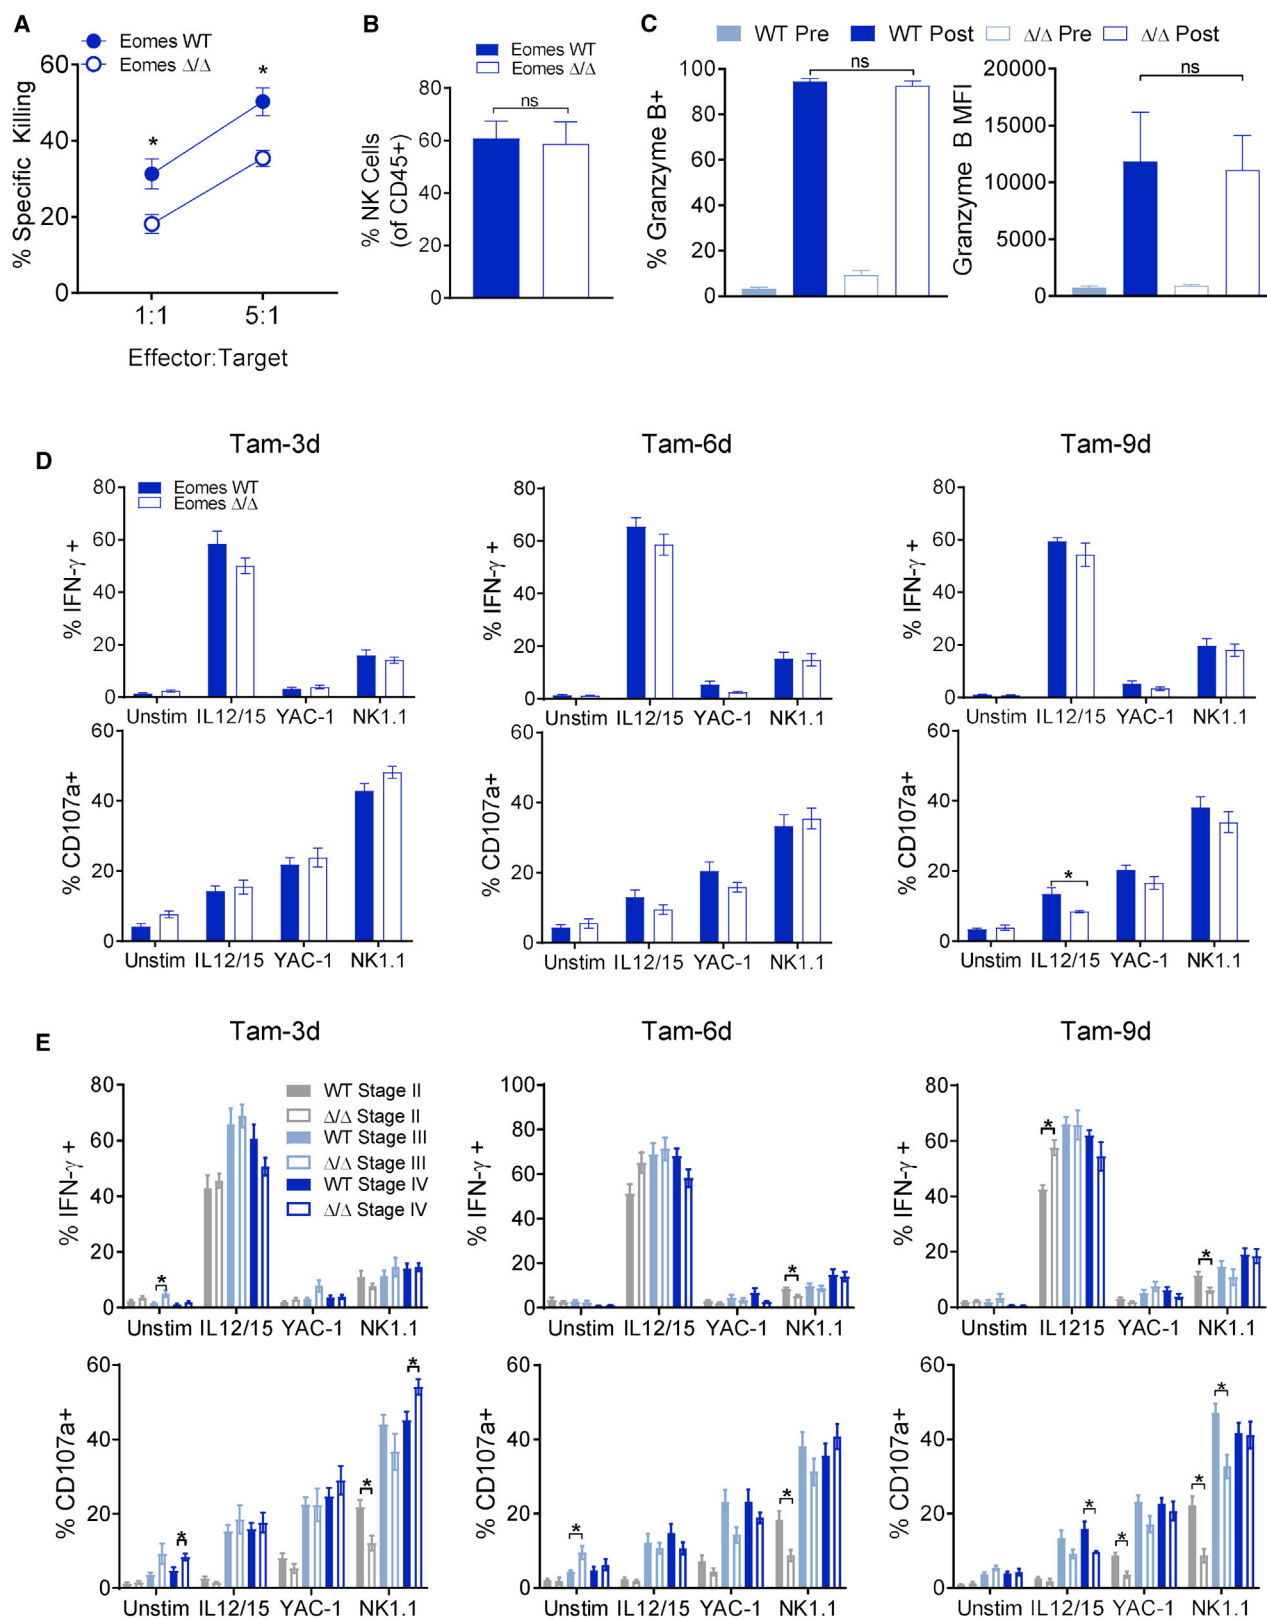 A
Eomes WT
Eomes Δ/Δ
% Specific Killing
60
40
20
0
*
*
1:1 5:1
Effector:Target
B
Eomes WT
Eomes Δ/Δ
% NK Cells
(of CD45+)
80
60
40
20
0
ns
C
WT Pre WT Post Δ/Δ Pre Δ/Δ Post
% Granzyme B+
100
80
60
40
20
0
ns
Granzyme B MFI
20000
15000
10000
5000
0
ns
D
Tam-3d
Eomes WT
Eomes Δ/Δ
% IFN-γ +
80
60
40
20
0
Unstim IL12/15 YAC-1 NK1.1
Tam-6d
% IFN-γ +
80
60
40
20
0
Unstim IL12/15 YAC-1 NK1.1
Tam-9d
% IFN-γ +
80
60
40
20
0
Unstim IL12/15 YAC-1 NK1.1
% CD107a+
60
40
20
0
Unstim IL12/15 YAC-1 NK1.1
% CD107a+
60
40
20
0
Unstim IL12/15 YAC-1 NK1.1
% CD107a+
60
40
20
0
*
Unstim IL12/15 YAC-1 NK1.1
E
Tam-3d
WT Stage II
Δ/Δ Stage II
WT Stage III
Δ/Δ Stage III
WT Stage IV
Δ/Δ Stage IV
% IFN-γ +
80
60
40
20
0
*
Unstim IL12/15 YAC-1 NK1.1
Tam-6d
% IFN-γ +
100
80
60
40
20
0
*
Unstim IL12/15 YAC-1 NK1.1
Tam-9d
% IFN-γ +
80
60
40
20
0
*
*
Unstim IL1215 YAC-1 NK1.1
% CD107a+
60
40
20
0
*
*
*
Unstim IL12/15 YAC-1 NK1.1
% CD107a+
60
40
20
0
*
*
Unstim IL12/15 YAC-1 NK1.1
% CD107a+
60
40
20
0
*
*
*
*
Unstim IL12/15 YAC-1 NK1.1